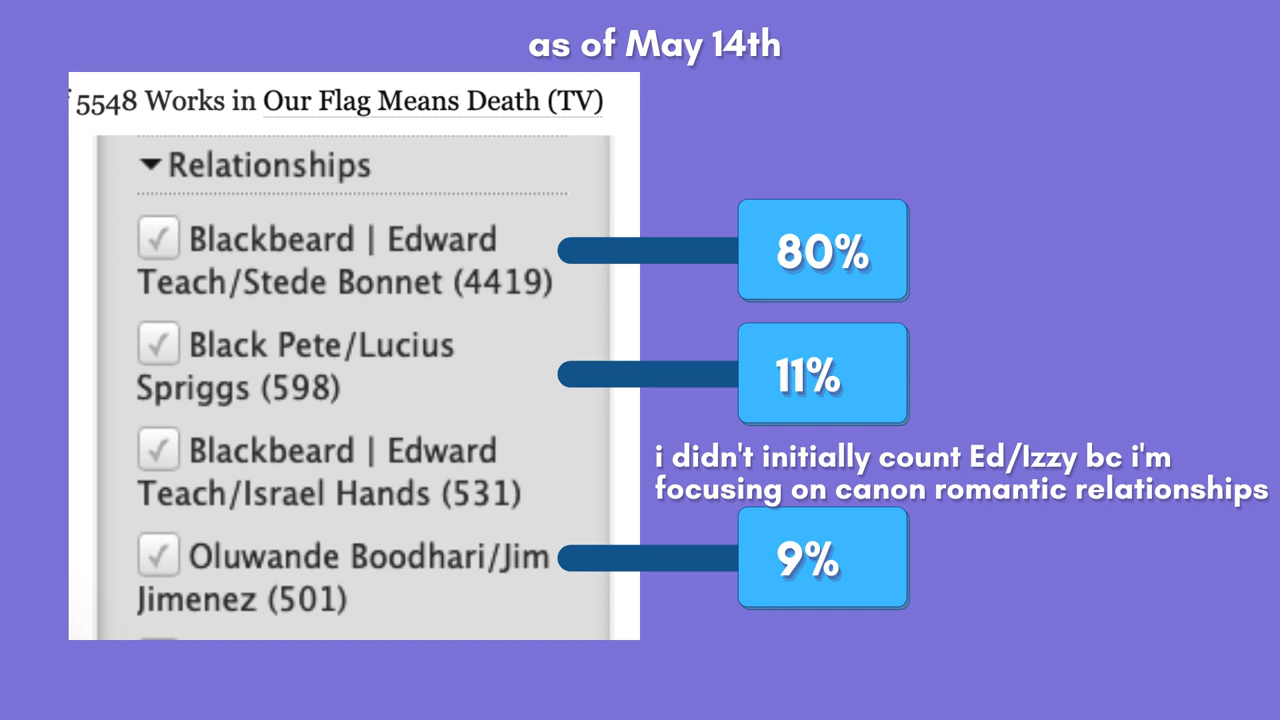 as of May 14th
5548 Works in Our Flag Means Death (TV)
Relationships
Blackbeard | Edward
Teach/Stede Bonnet (4419)
80%
Black Pete/Lucius
Spriggs (598)
11%
Blackbeard | Edward
Teach/Israel Hands (531)
i didn't initially count Ed/Izzy bc i'm
focusing on canon romantic relationships
Oluwande Boodhari/Jim
Jimenez (501)
9%